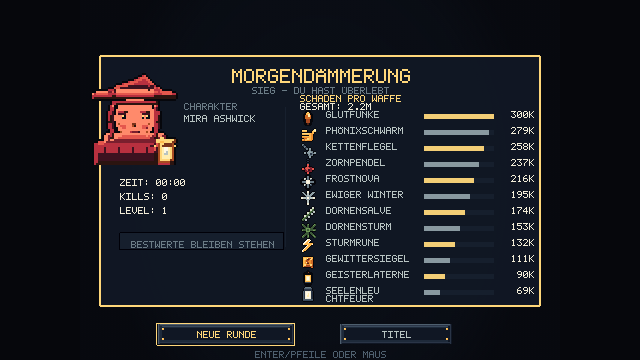 MORGENDÄMMERUNG
SIEG - DU HAST ÜBERLEBT
CHARAKTER
MIRA ASHWICK
ZEIT: 00:00
KILLS: 0
LEVEL: 1
BESTWERTE BLEIBEN STEHEN
SCHADEN PRO WAFFE
GESAMT: 2.2M
GLUTFUNKE 300K
PHÖNIXSCHWARM 279K
KETTENFLEGEL 258K
ZORNPENDEL 237K
FROSTNOVA 216K
EWIGER WINTER 195K
DORNENSALVE 174K
DORNENSTURM 153K
STURMRUNE 132K
GEWITTERSIEGEL 111K
GEISTERLATERNE 90K
SEELENLEU 69K
CHTFEUER
NEUE RUNDE
TITEL
ENTER/PFEILE ODER MAUS